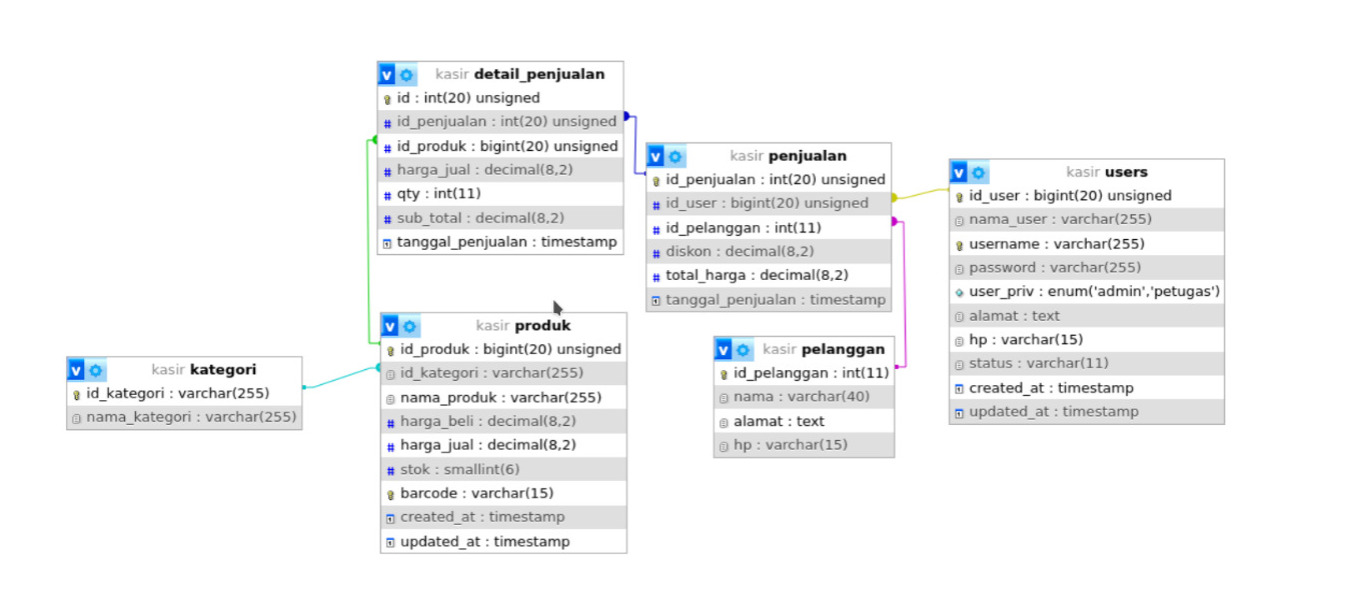 kasir detail_penjualan
id : int(20) unsigned
id_penjualan : int(20) unsigned
id_produk : bigint(20) unsigned
harga_jual : decimal(8,2)
qty : int(11)
sub_total : decimal(8,2)
tanggal_penjualan : timestamp
kasir penjualan
id_penjualan : int(20) unsigned
id_user : bigint(20) unsigned
id_pelanggan : int(11)
diskon : decimal(8,2)
total_harga : decimal(8,2)
tanggal_penjualan : timestamp
kasir users
id_user : bigint(20) unsigned
nama_user : varchar(255)
username : varchar(255)
password : varchar(255)
user_priv : enum('admin','petugas')
alamat : text
hp : varchar(15)
status : varchar(11)
created_at : timestamp
updated_at : timestamp
kasir kategori
id_kategori : varchar(255)
nama_kategori : varchar(255)
kasir produk
id_produk : bigint(20) unsigned
id_kategori : varchar(255)
nama_produk : varchar(255)
harga_beli : decimal(8,2)
harga_jual : decimal(8,2)
stok : smallint(6)
barcode : varchar(15)
created_at : timestamp
updated_at : timestamp
kasir pelanggan
id_pelanggan : int(11)
nama : varchar(40)
alamat : text
hp : varchar(15)